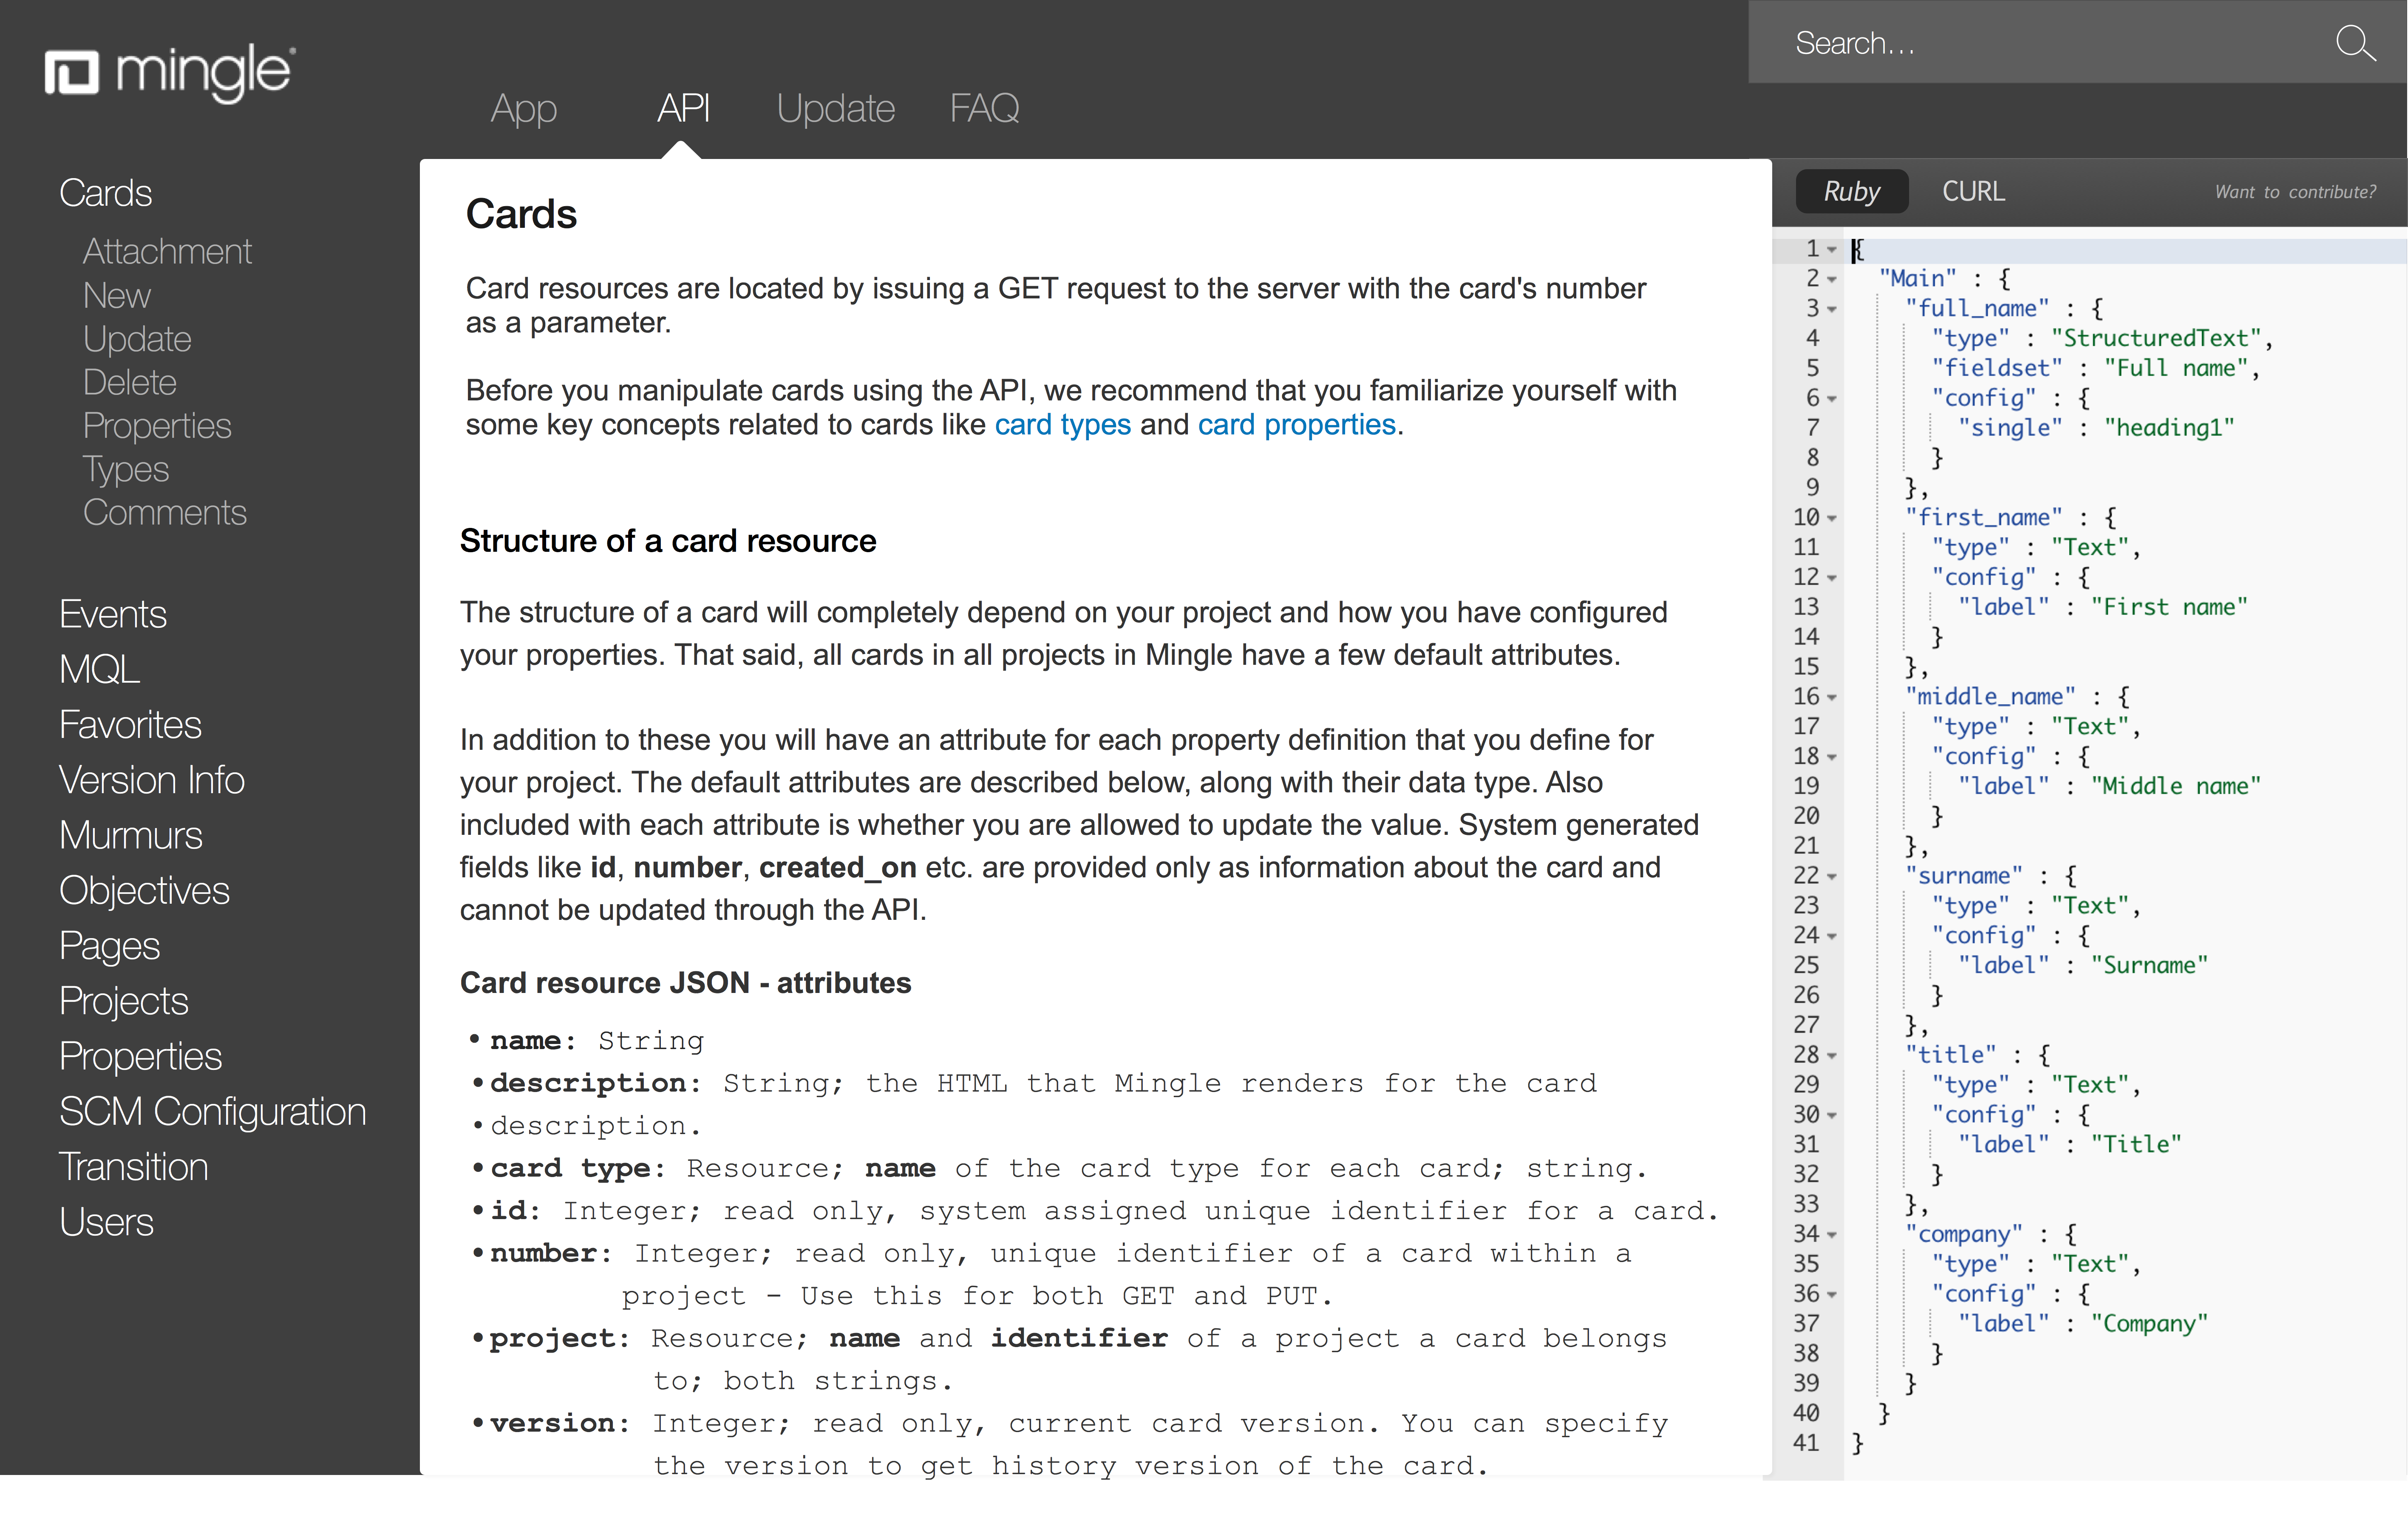 mingle
Search...
App API Update FAQ
Cards
Attachment
New
Update
Delete
Properties
Types
Comments
Events
MQL
Favorites
Version Info
Murmurs
Objectives
Pages
Projects
Properties
SCM Configuration
Transition
Users
Cards
Card resources are located by issuing a GET request to the server with the card's number
as a parameter.
Before you manipulate cards using the API, we recommend that you familiarize yourself with
some key concepts related to cards like card types and card properties.
Structure of a card resource
The structure of a card will completely depend on your project and how you have configured
your properties. That said, all cards in all projects in Mingle have a few default attributes.
In addition to these you will have an attribute for each property definition that you define for
your project. The default attributes are described below, along with their data type. Also
included with each attribute is whether you are allowed to update the value. System generated
fields like id, number, created_on etc. are provided only as information about the card and
cannot be updated through the API.
Card resource JSON - attributes
• name: String
• description: String; the HTML that Mingle renders for the card
• description.
• card type: Resource; name of the card type for each card; string.
• id: Integer; read only, system assigned unique identifier for a card.
• number: Integer; read only, unique identifier of a card within a
project - Use this for both GET and PUT.
• project: Resource; name and identifier of a project a card belongs
to; both strings.
• version: Integer; read only, current card version. You can specify
the version to get history version of the card.
Ruby CURL Want to contribute?
1 {
2 "Main" : {
3 "full_name" : {
4 "type" : "StructuredText",
5 "fieldset" : "Full name",
6 "config" : {
7 "single" : "heading1"
8 }
9 },
10 "first_name" : {
11 "type" : "Text",
12 "config" : {
13 "label" : "First name"
14 }
15 },
16 "middle_name" : {
17 "type" : "Text",
18 "config" : {
19 "label" : "Middle name"
20 }
21 },
22 "surname" : {
23 "type" : "Text",
24 "config" : {
25 "label" : "Surname"
26 }
27 },
28 "title" : {
29 "type" : "Text",
30 "config" : {
31 "label" : "Title"
32 }
33 },
34 "company" : {
35 "type" : "Text",
36 "config" : {
37 "label" : "Company"
38 }
39 }
40 }
41 }